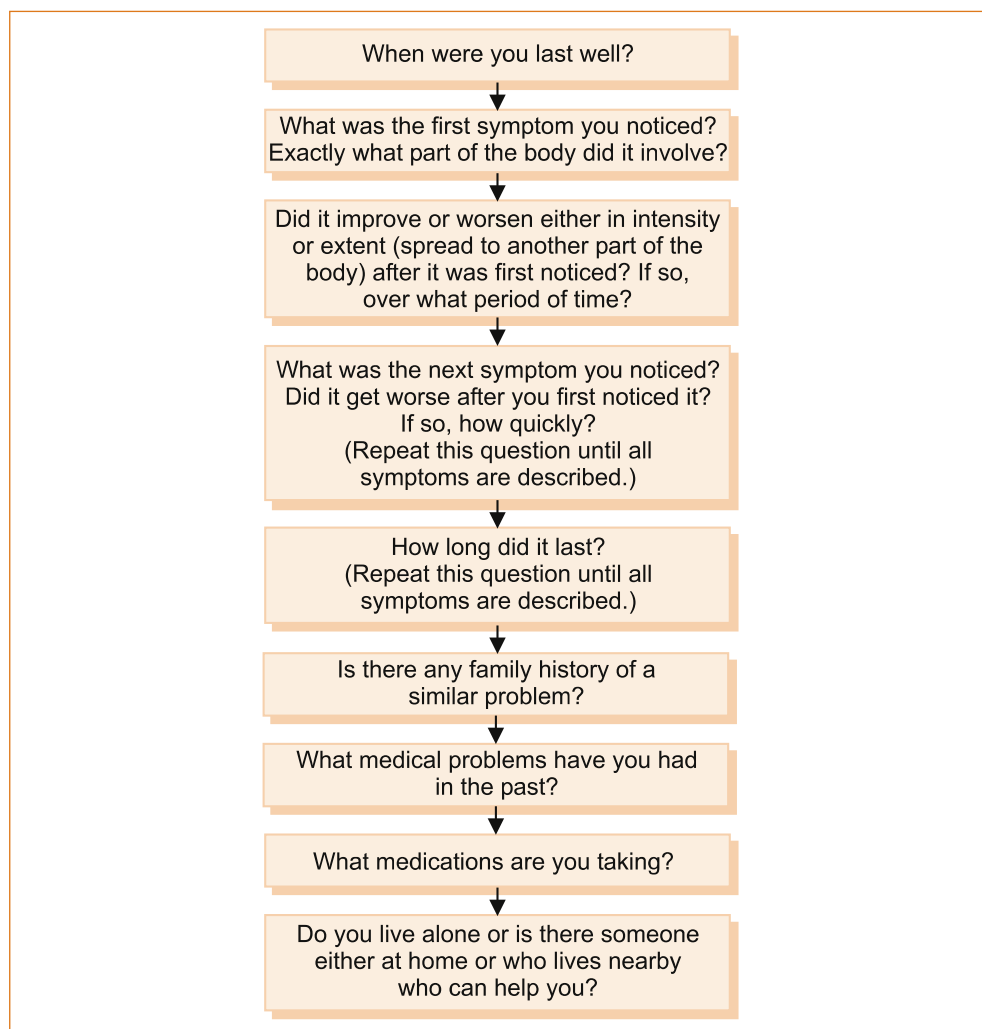 When were you last well?
What was the first symptom you noticed?
Exactly what part of the body did it involve?
Did it improve or worsen either in intensity
or extent (spread to another part of the
body) after it was first noticed? If so,
over what period of time?
What was the next symptom you noticed?
Did it get worse after you first noticed it?
If so, how quickly?
(Repeat this question until all
symptoms are described.)
How long did it last?
(Repeat this question until all
symptoms are described.)
Is there any family history of a
similar problem?
What medical problems have you had
in the past?
What medications are you taking?
Do you live alone or is there someone
either at home or who lives nearby
who can help you?